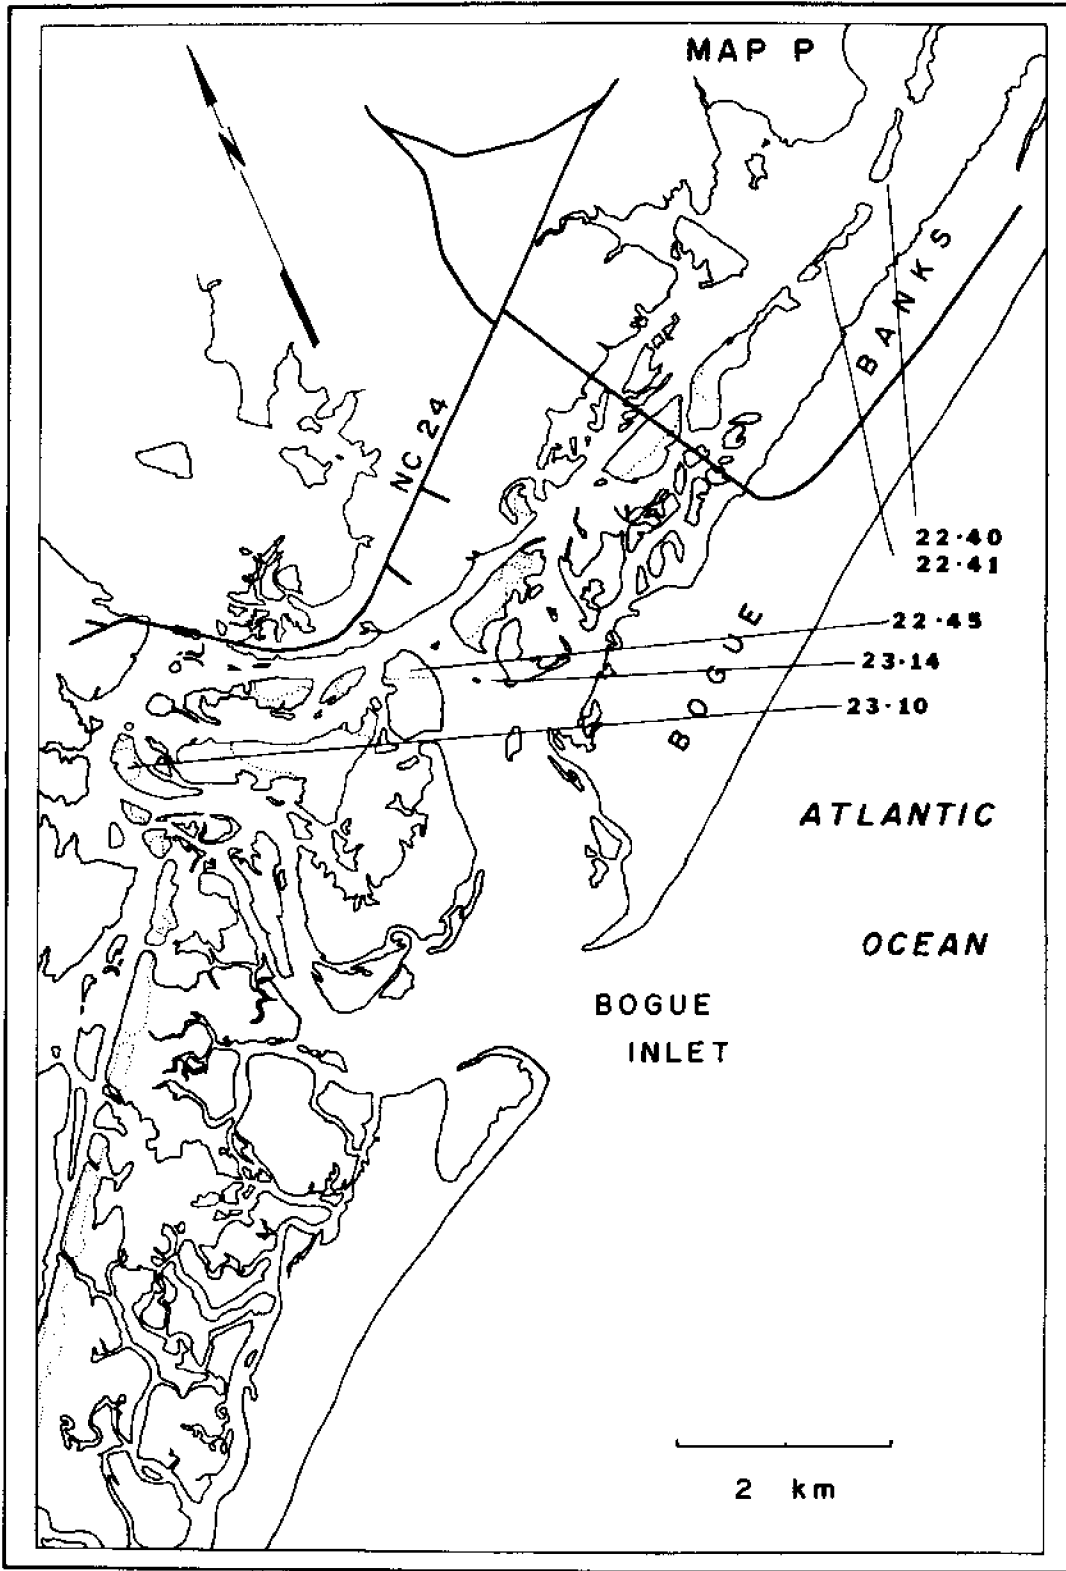 MAP P
N
BANKS
NC 24
22·40
22·41
22·45
23·14
23·10
BOGUE
ATLANTIC
OCEAN
BOGUE
INLET
2 km